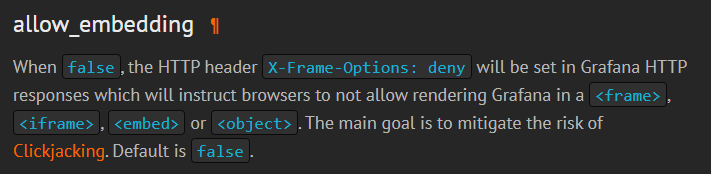 allow_embedding ¶
When false, the HTTP header X-Frame-Options: deny will be set in Grafana HTTP
responses which will instruct browsers to not allow rendering Grafana in a <frame>,
<iframe>, <embed> or <object>. The main goal is to mitigate the risk of
Clickjacking. Default is false.